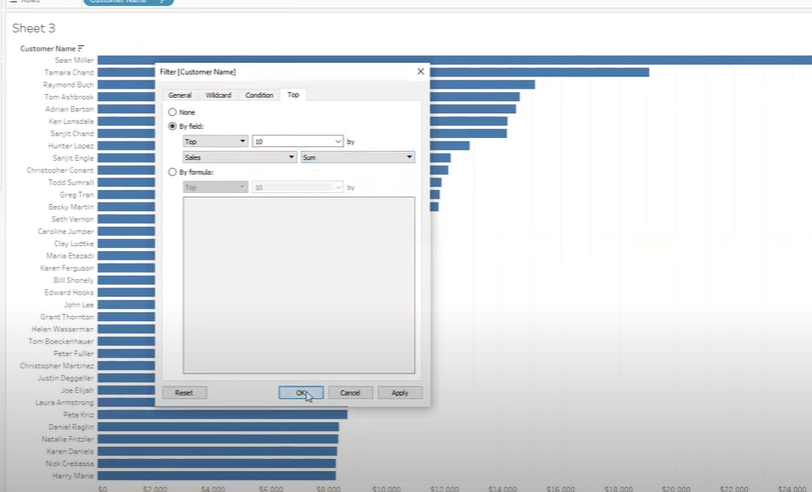 Rows
Customer Name
Sheet 3
Customer Name
Sean Miller
Tamara Chand
Raymond Buch
Tom Ashbrook
Adrian Barton
Ken Lonsdale
Sanjit Chand
Hunter Lopez
Sanjit Engle
Christopher Conant
Todd Sumrall
Greg Tran
Becky Martin
Seth Vernon
Caroline Jumper
Clay Ludtke
Maria Etezadi
Karen Ferguson
Bill Shonely
Edward Hooks
John Lee
Grant Thornton
Helen Wasserman
Tom Boeckenhauer
Peter Fuller
Christopher Martinez
Justin Deggeller
Joe Elijah
Laura Armstrong
Pete Kriz
Daniel Raglin
Natalie Fritzler
Karen Daniels
Nick Crebassa
Harry Marie
$0 $2,000 $4,000 $6,000 $8,000 $10,000 $12,000 $14,000 $16,000 $18,000 $20,000 $22,000 $24,000
Filter [Customer Name]
General Wildcard Condition Top
None
By field:
Top 10 by
Sales Sum
By formula:
Top 10 by
Reset OK Cancel Apply